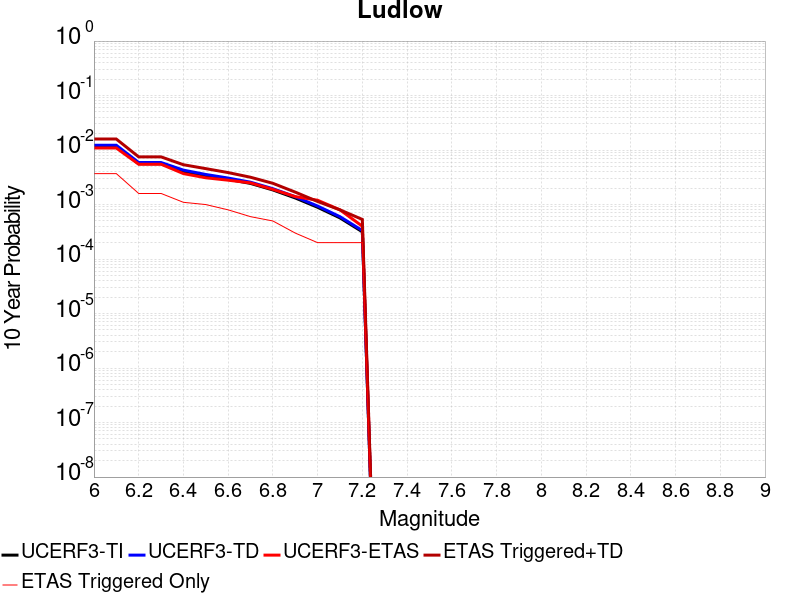 Ludlow
10 Year Probability
10^0
10^-1
10^-2
10^-3
10^-4
10^-5
10^-6
10^-7
10^-8
6 6.2 6.4 6.6 6.8 7 7.2 7.4 7.6 7.8 8 8.2 8.4 8.6 8.8 9
Magnitude
UCERF3-TI UCERF3-TD UCERF3-ETAS ETAS Triggered+TD
ETAS Triggered Only